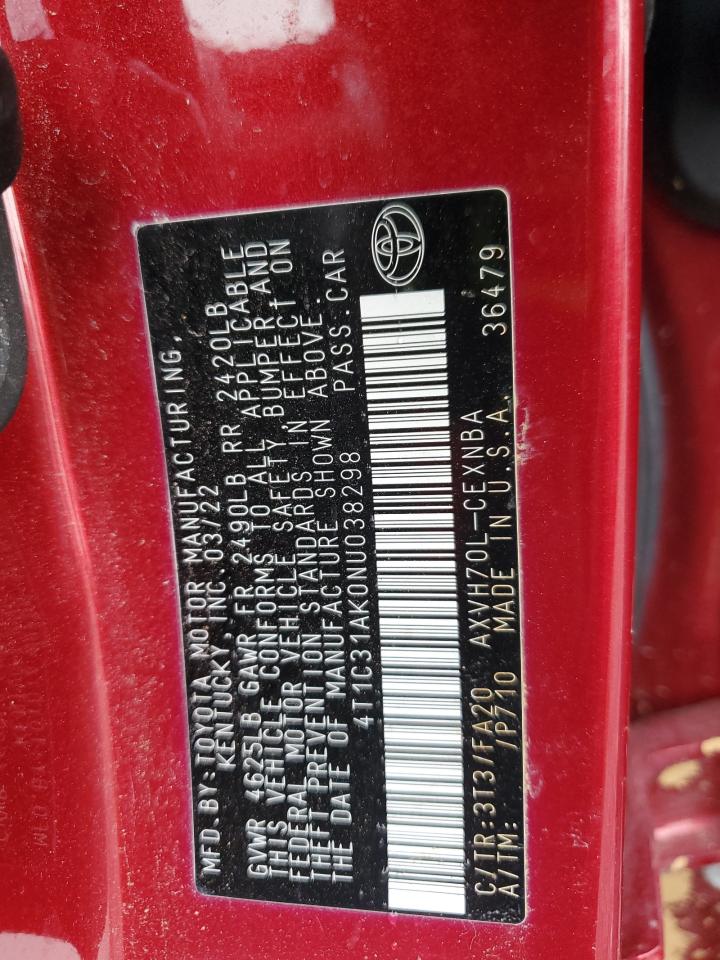 MFD. BY: TOYOTA MOTOR MANUFACTURING,
KENTUCKY, INC. 03/22
GVWR 4625LB GAWR FR 2490LB RR 2420LB
THIS VEHICLE CONFORMS TO ALL APPLICABLE
FEDERAL MOTOR VEHICLE SAFETY, BUMPER AND
THEFT PREVENTION STANDARDS IN EFFECT ON
THE DATE OF MANUFACTURE SHOWN ABOVE.
4T1C31AK0NU038298 PASS.CAR
C/TR:3T3/FA20 AXVH70L-CEXNBA 36479
A/TM: /P710 MADE IN U.S.A.